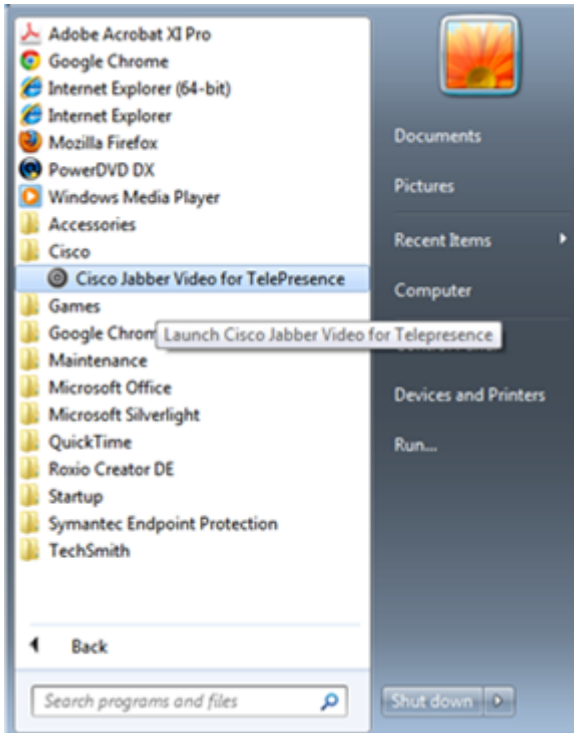 Adobe Acrobat XI Pro
Google Chrome
Internet Explorer (64-bit)
Internet Explorer
Mozilla Firefox
PowerDVD DX
Windows Media Player
Accessories
Cisco
Cisco Jabber Video for TelePresence
Games
Google Chrom
Launch Cisco Jabber Video for Telepresence
Maintenance
Microsoft Office
Microsoft Silverlight
QuickTime
Roxio Creator DE
Startup
Symantec Endpoint Protection
TechSmith
Back
Search programs and files
Documents
Pictures
Recent Items
Computer
Devices and Printers
Run...
Shut down